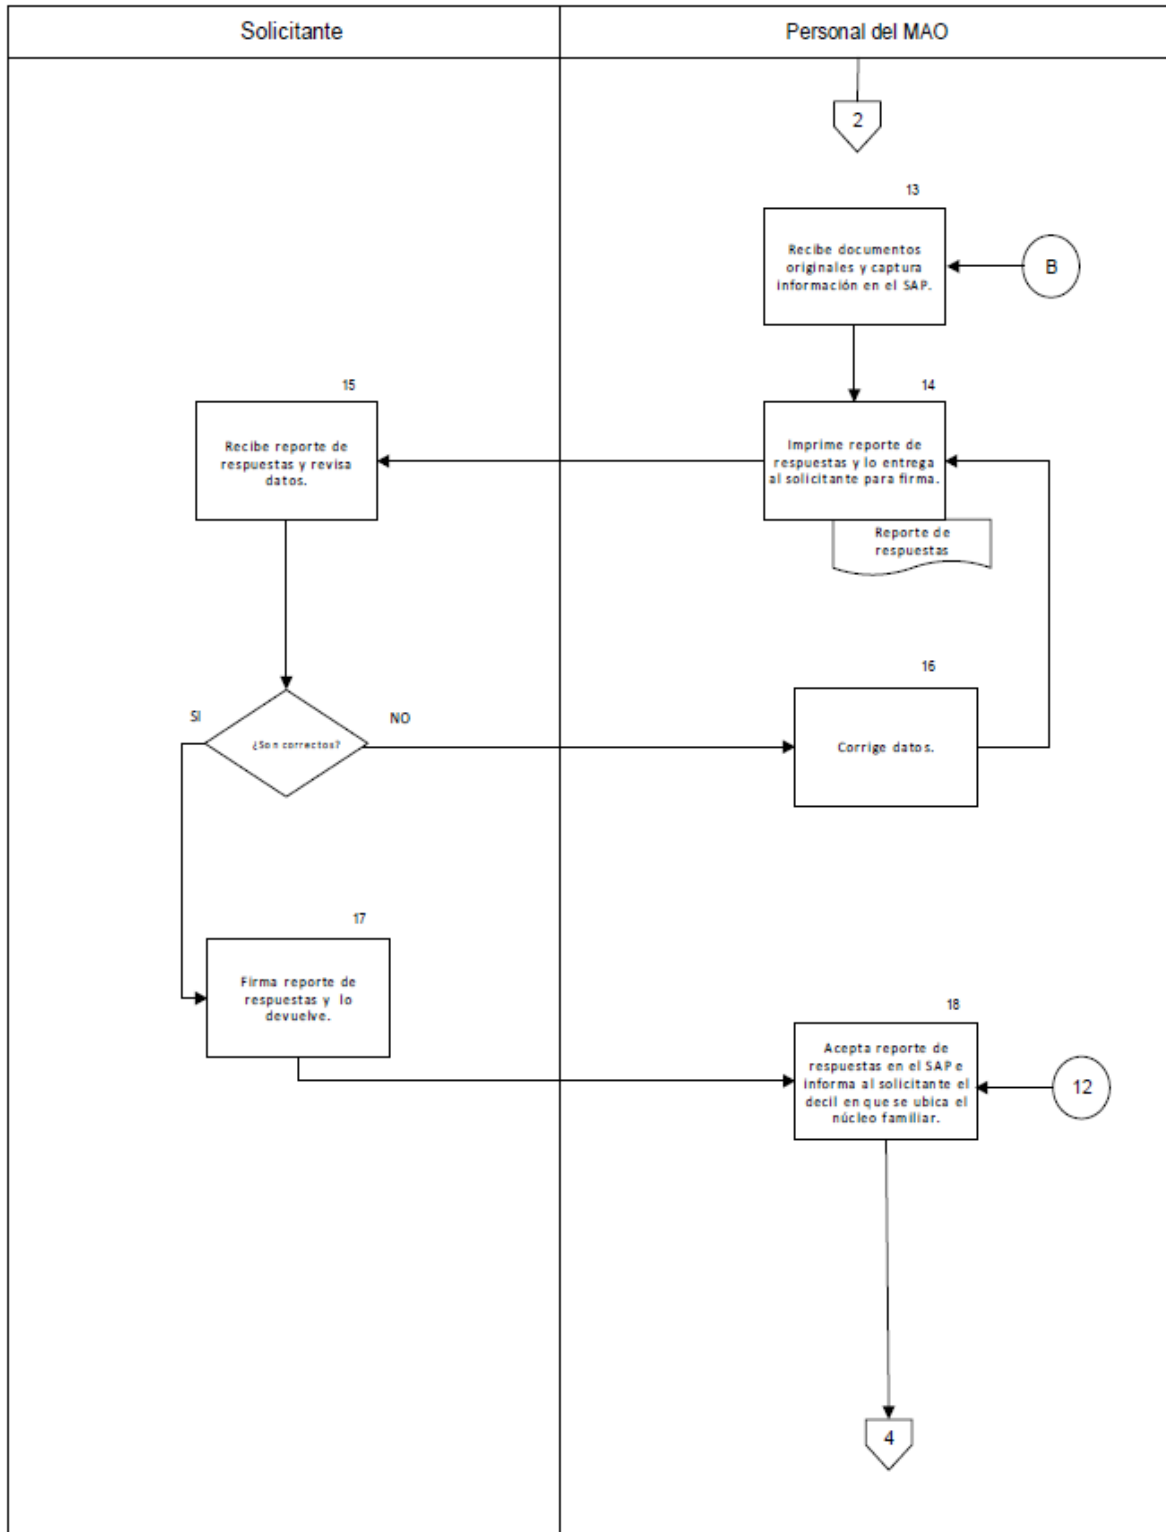 Solicitante
Personal del MAO
2
13
Recibe documentos
originales y captura
información en el SAP.
B
15
Recibe reporte de
respuestas y revisa
datos.
14
Imprime reporte de
respuestas y lo entrega
al solicitante para firma.
Reporte de
respuestas
16
Corrige datos.
SI
¿Son correctos?
NO
17
Firma reporte de
respuestas y lo
devuelve.
18
Acepta reporte de
respuestas en el SAP e
informa al solicitante el
decil en que se ubica el
núcleo familiar.
12
4